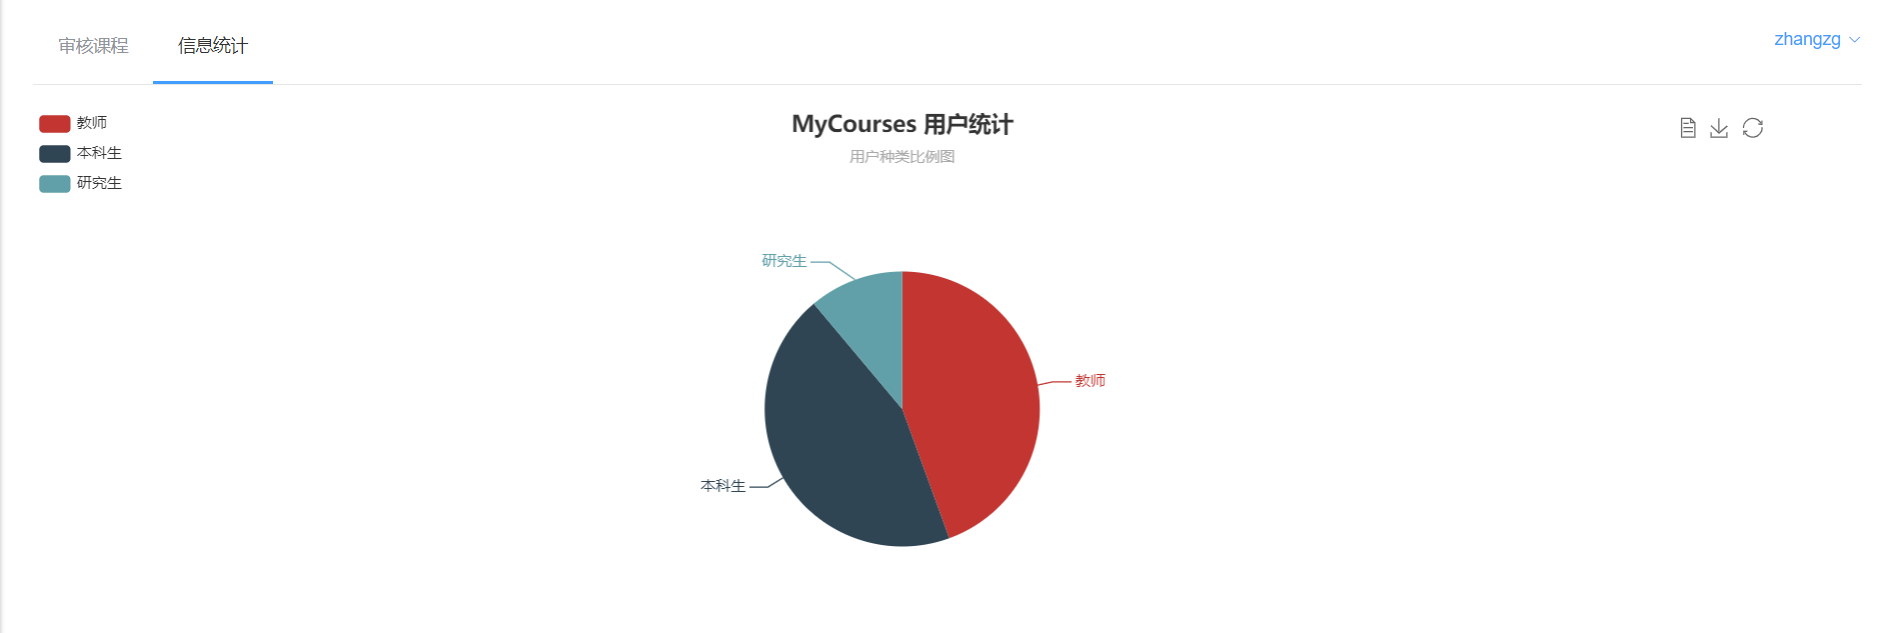 审核课程
信息统计
zhangzg
教师
本科生
研究生
MyCourses 用户统计
用户种类比例图
研究生
教师
本科生